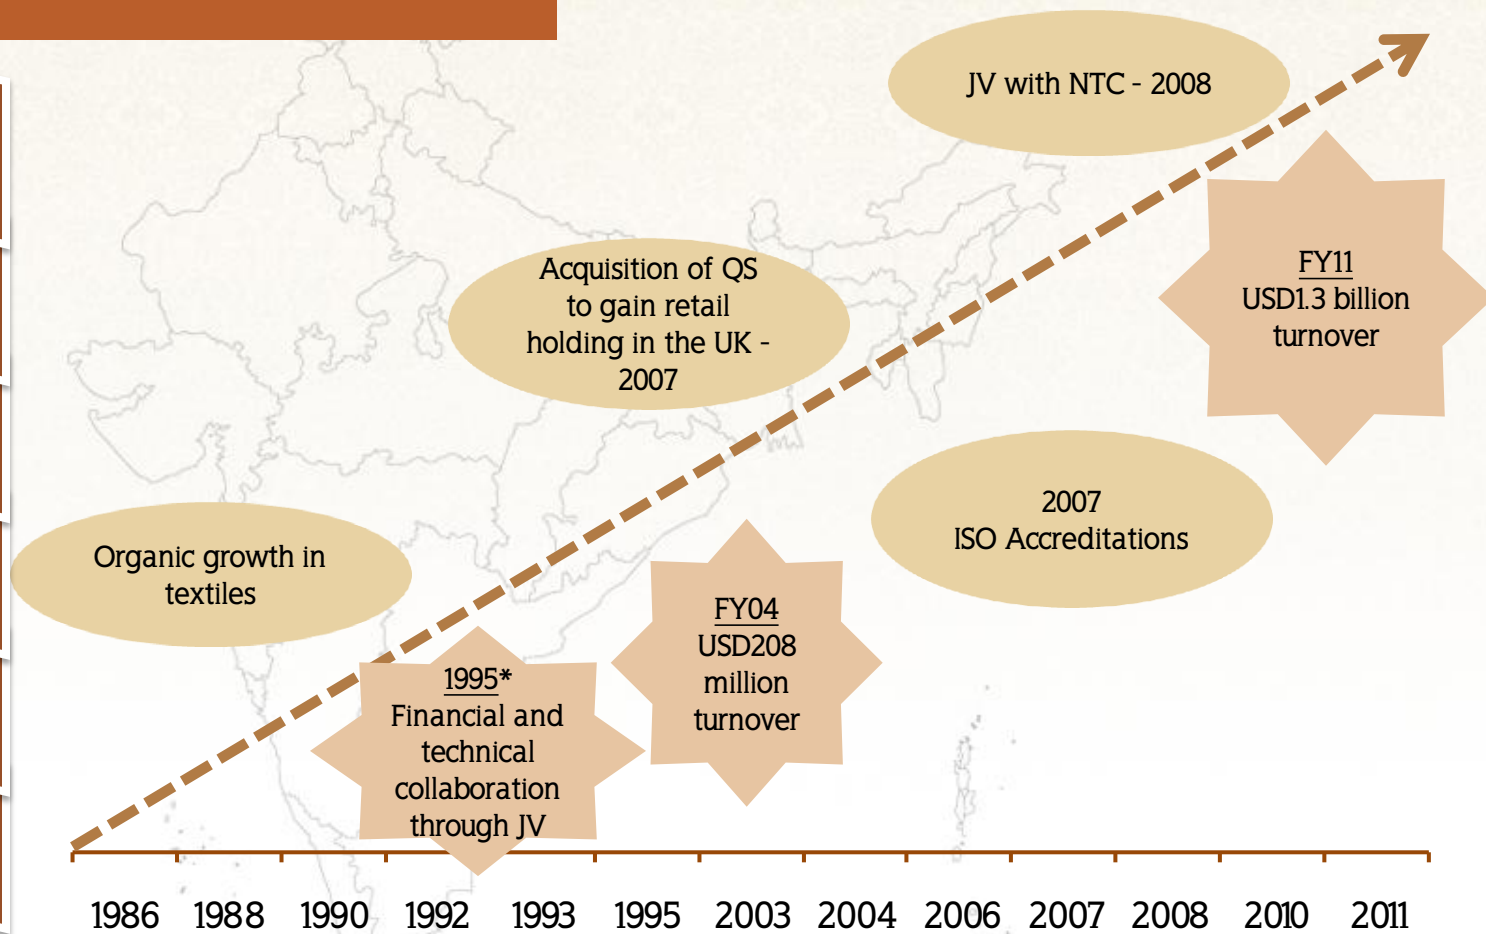 JV with NTC - 2008
Acquisition of QS
to gain retail
holding in the UK -
2007
FY11
USD1.3 billion
turnover
2007
ISO Accreditations
Organic growth in
textiles
FY04
USD208
million
turnover
1995*
Financial and
technical
collaboration
through JV
1986 1988 1990 1992 1993 1995 2003 2004 2006 2007 2008 2010 2011